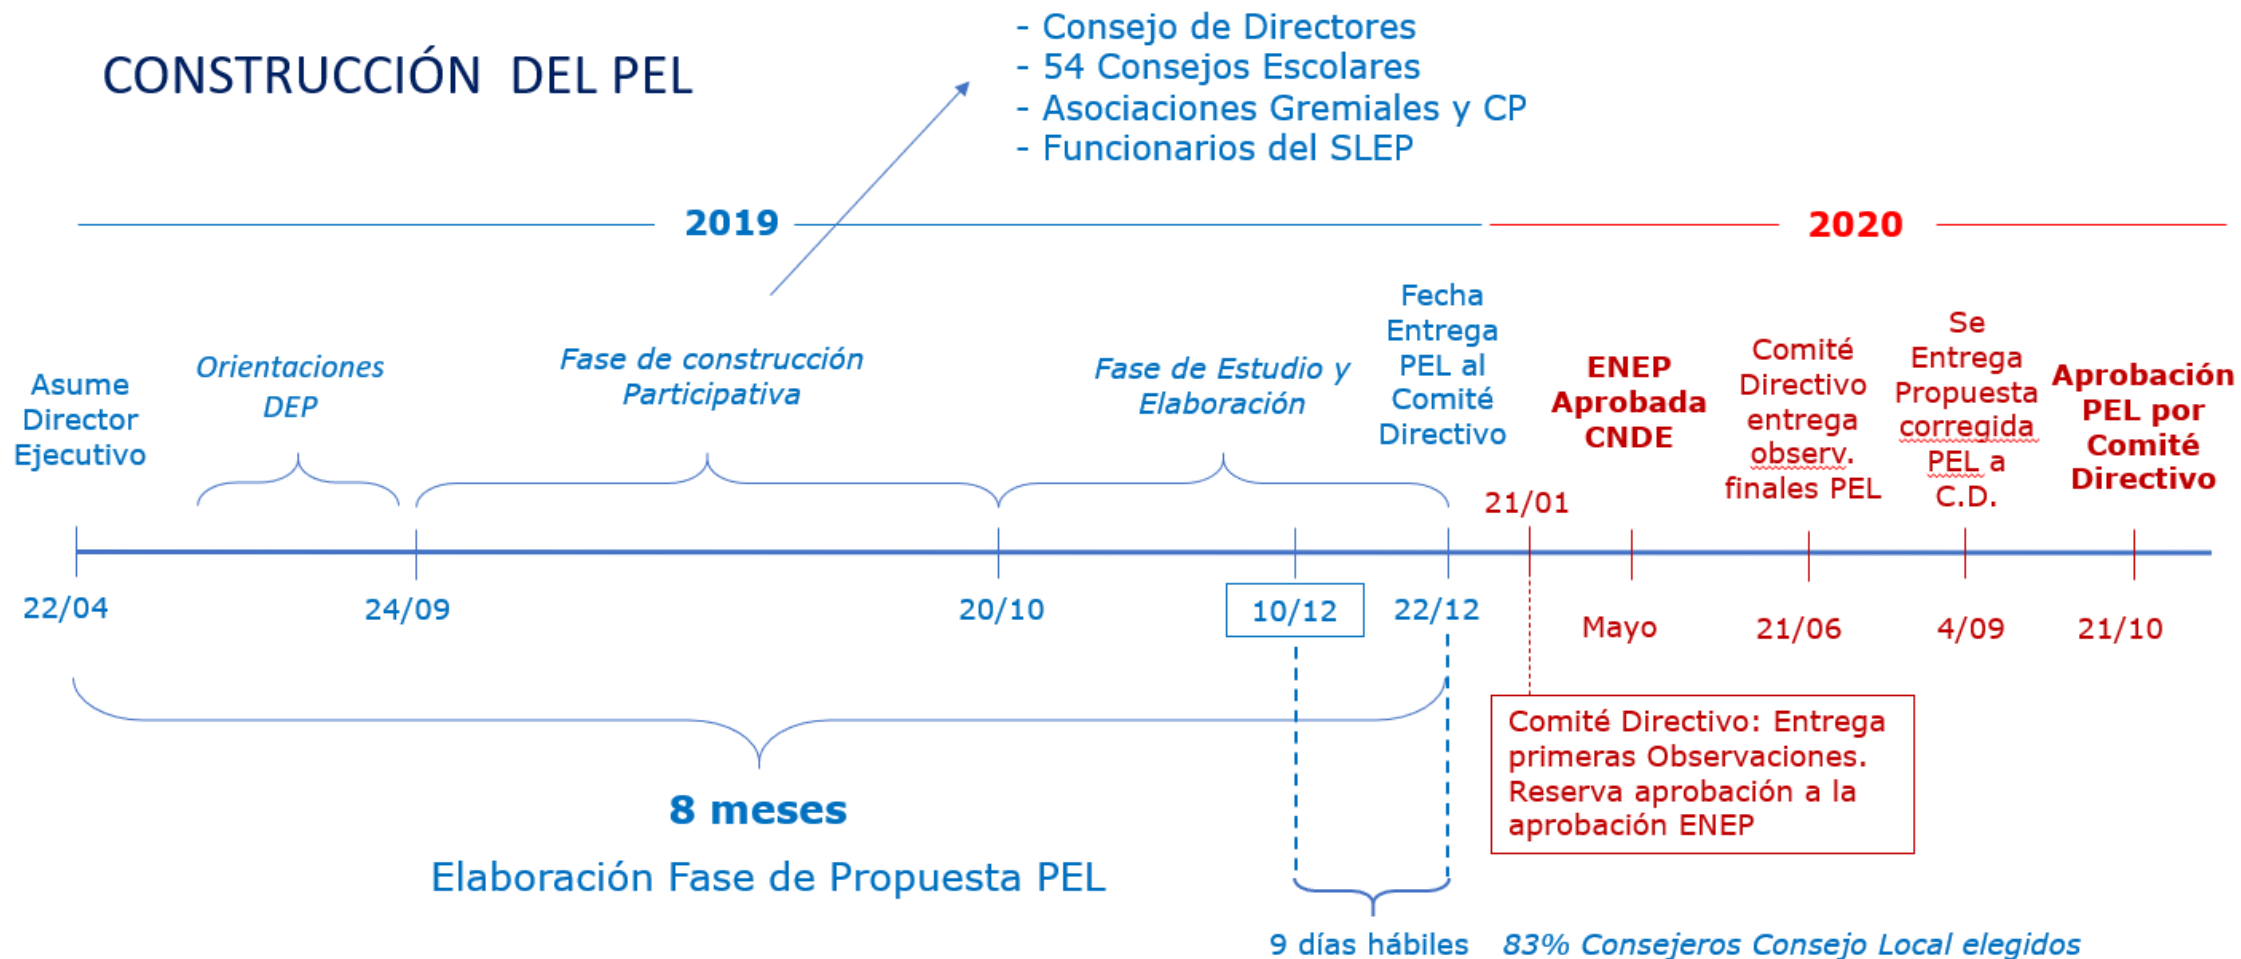 CONSTRUCCIÓN DEL PEL
- Consejo de Directores
- 54 Consejos Escolares
- Asociaciones Gremiales y CP
- Funcionarios del SLEP
2019
2020
Asume
Director
Ejecutivo
Orientaciones
DEP
Fase de construcción
Participativa
Fase de Estudio y
Elaboración
Fecha
Entrega
PEL al
Comité
Directivo
ENEP
Aprobada
CNDE
Comité
Directivo
entrega
observ.
finales PEL
Se
Entrega
Propuesta
corregida
PEL a
C.D.
Aprobación
PEL por
Comité
Directivo
21/01
22/04
24/09
20/10
10/12
22/12
Mayo
21/06
4/09
21/10
Comité Directivo: Entrega
primeras Observaciones.
Reserva aprobación a la
aprobación ENEP
8 meses
Elaboración Fase de Propuesta PEL
9 días hábiles
83% Consejeros Consejo Local elegidos